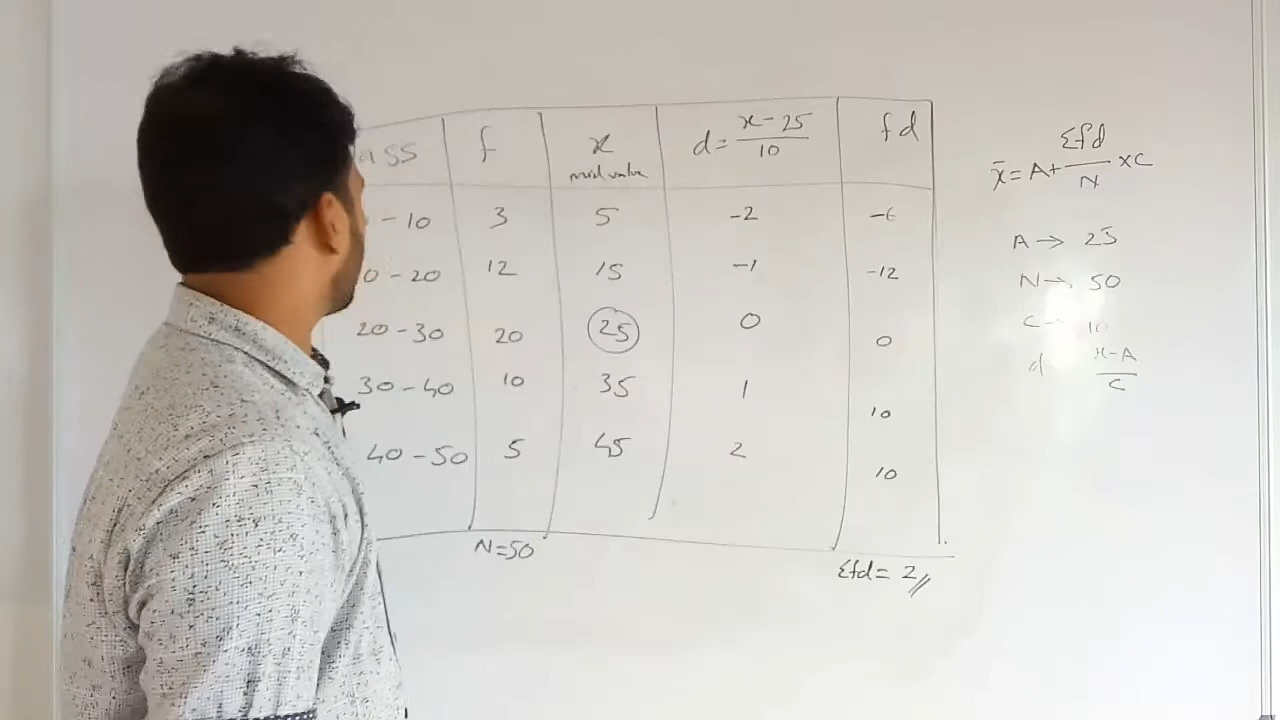 ass f x d = x - 25 / 10 fd
mid value
- 10 3 5 -2 -6
0 - 20 12 15 -1 -12
20 - 30 20 25 0 0
30 - 40 10 35 1 10
40 - 50 5 45 2 10
N = 50 Σfd = 2
x̄ = A + Σfd / N × C
A → 25
N → 50
C → 10
d x - A / C